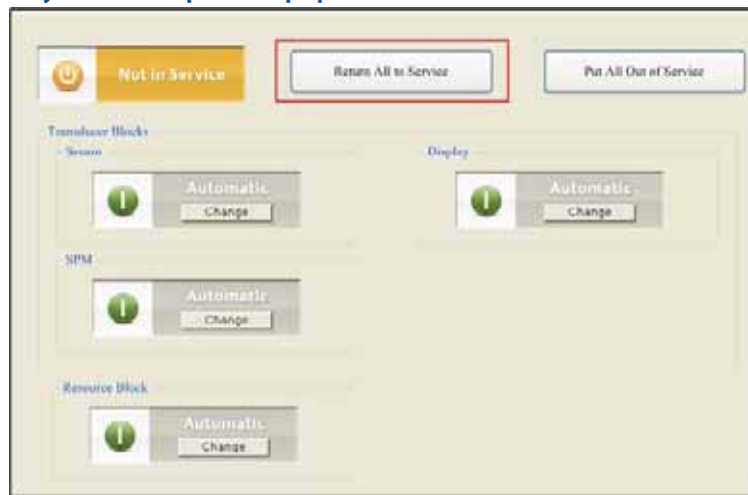 Not in Service
Return All to Service
Put All Out of Service
Transducer Blocks
Sensor
Display
Automatic
Change
Automatic
Change
SPM
Automatic
Change
Resource Block
Automatic
Change